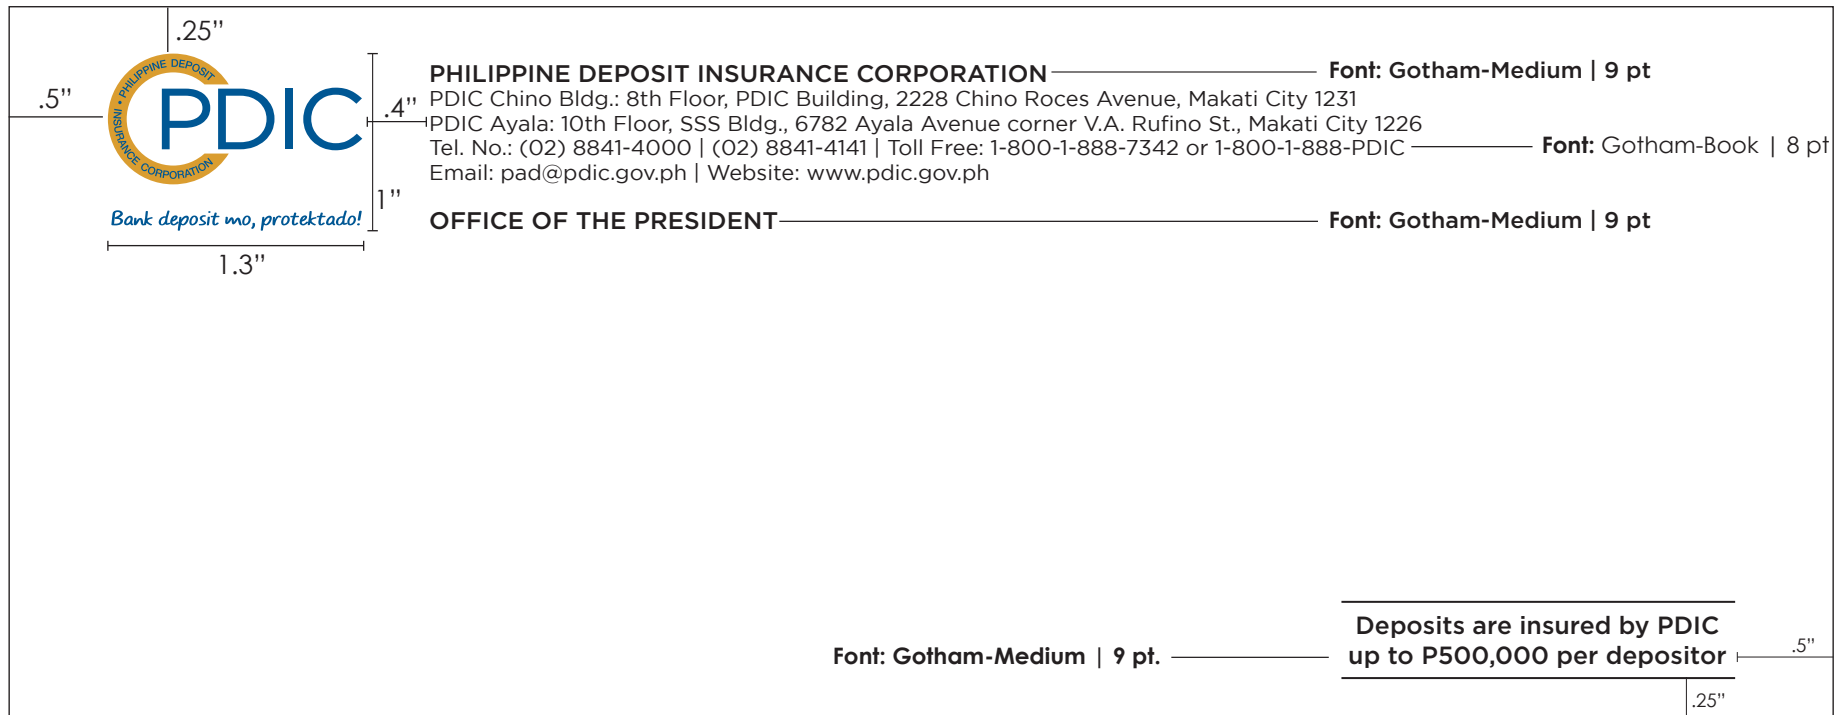 .25”
PHILIPPINE DEPOSIT
INSURANCE CORPORATION
PDIC
Bank deposit mo, protektado!
.5”
.4”
1”
1.3”
PHILIPPINE DEPOSIT INSURANCE CORPORATION Font: Gotham-Medium | 9 pt
PDIC Chino Bldg.: 8th Floor, PDIC Building, 2228 Chino Roces Avenue, Makati City 1231
PDIC Ayala: 10th Floor, SSS Bldg., 6782 Ayala Avenue corner V.A. Rufino St., Makati City 1226
Tel. No.: (02) 8841-4000 | (02) 8841-4141 | Toll Free: 1-800-1-888-7342 or 1-800-1-888-PDIC Font: Gotham-Book | 8 pt
Email: pad@pdic.gov.ph | Website: www.pdic.gov.ph
OFFICE OF THE PRESIDENT Font: Gotham-Medium | 9 pt
Deposits are insured by PDIC
Font: Gotham-Medium | 9 pt. up to P500,000 per depositor .5”
.25”